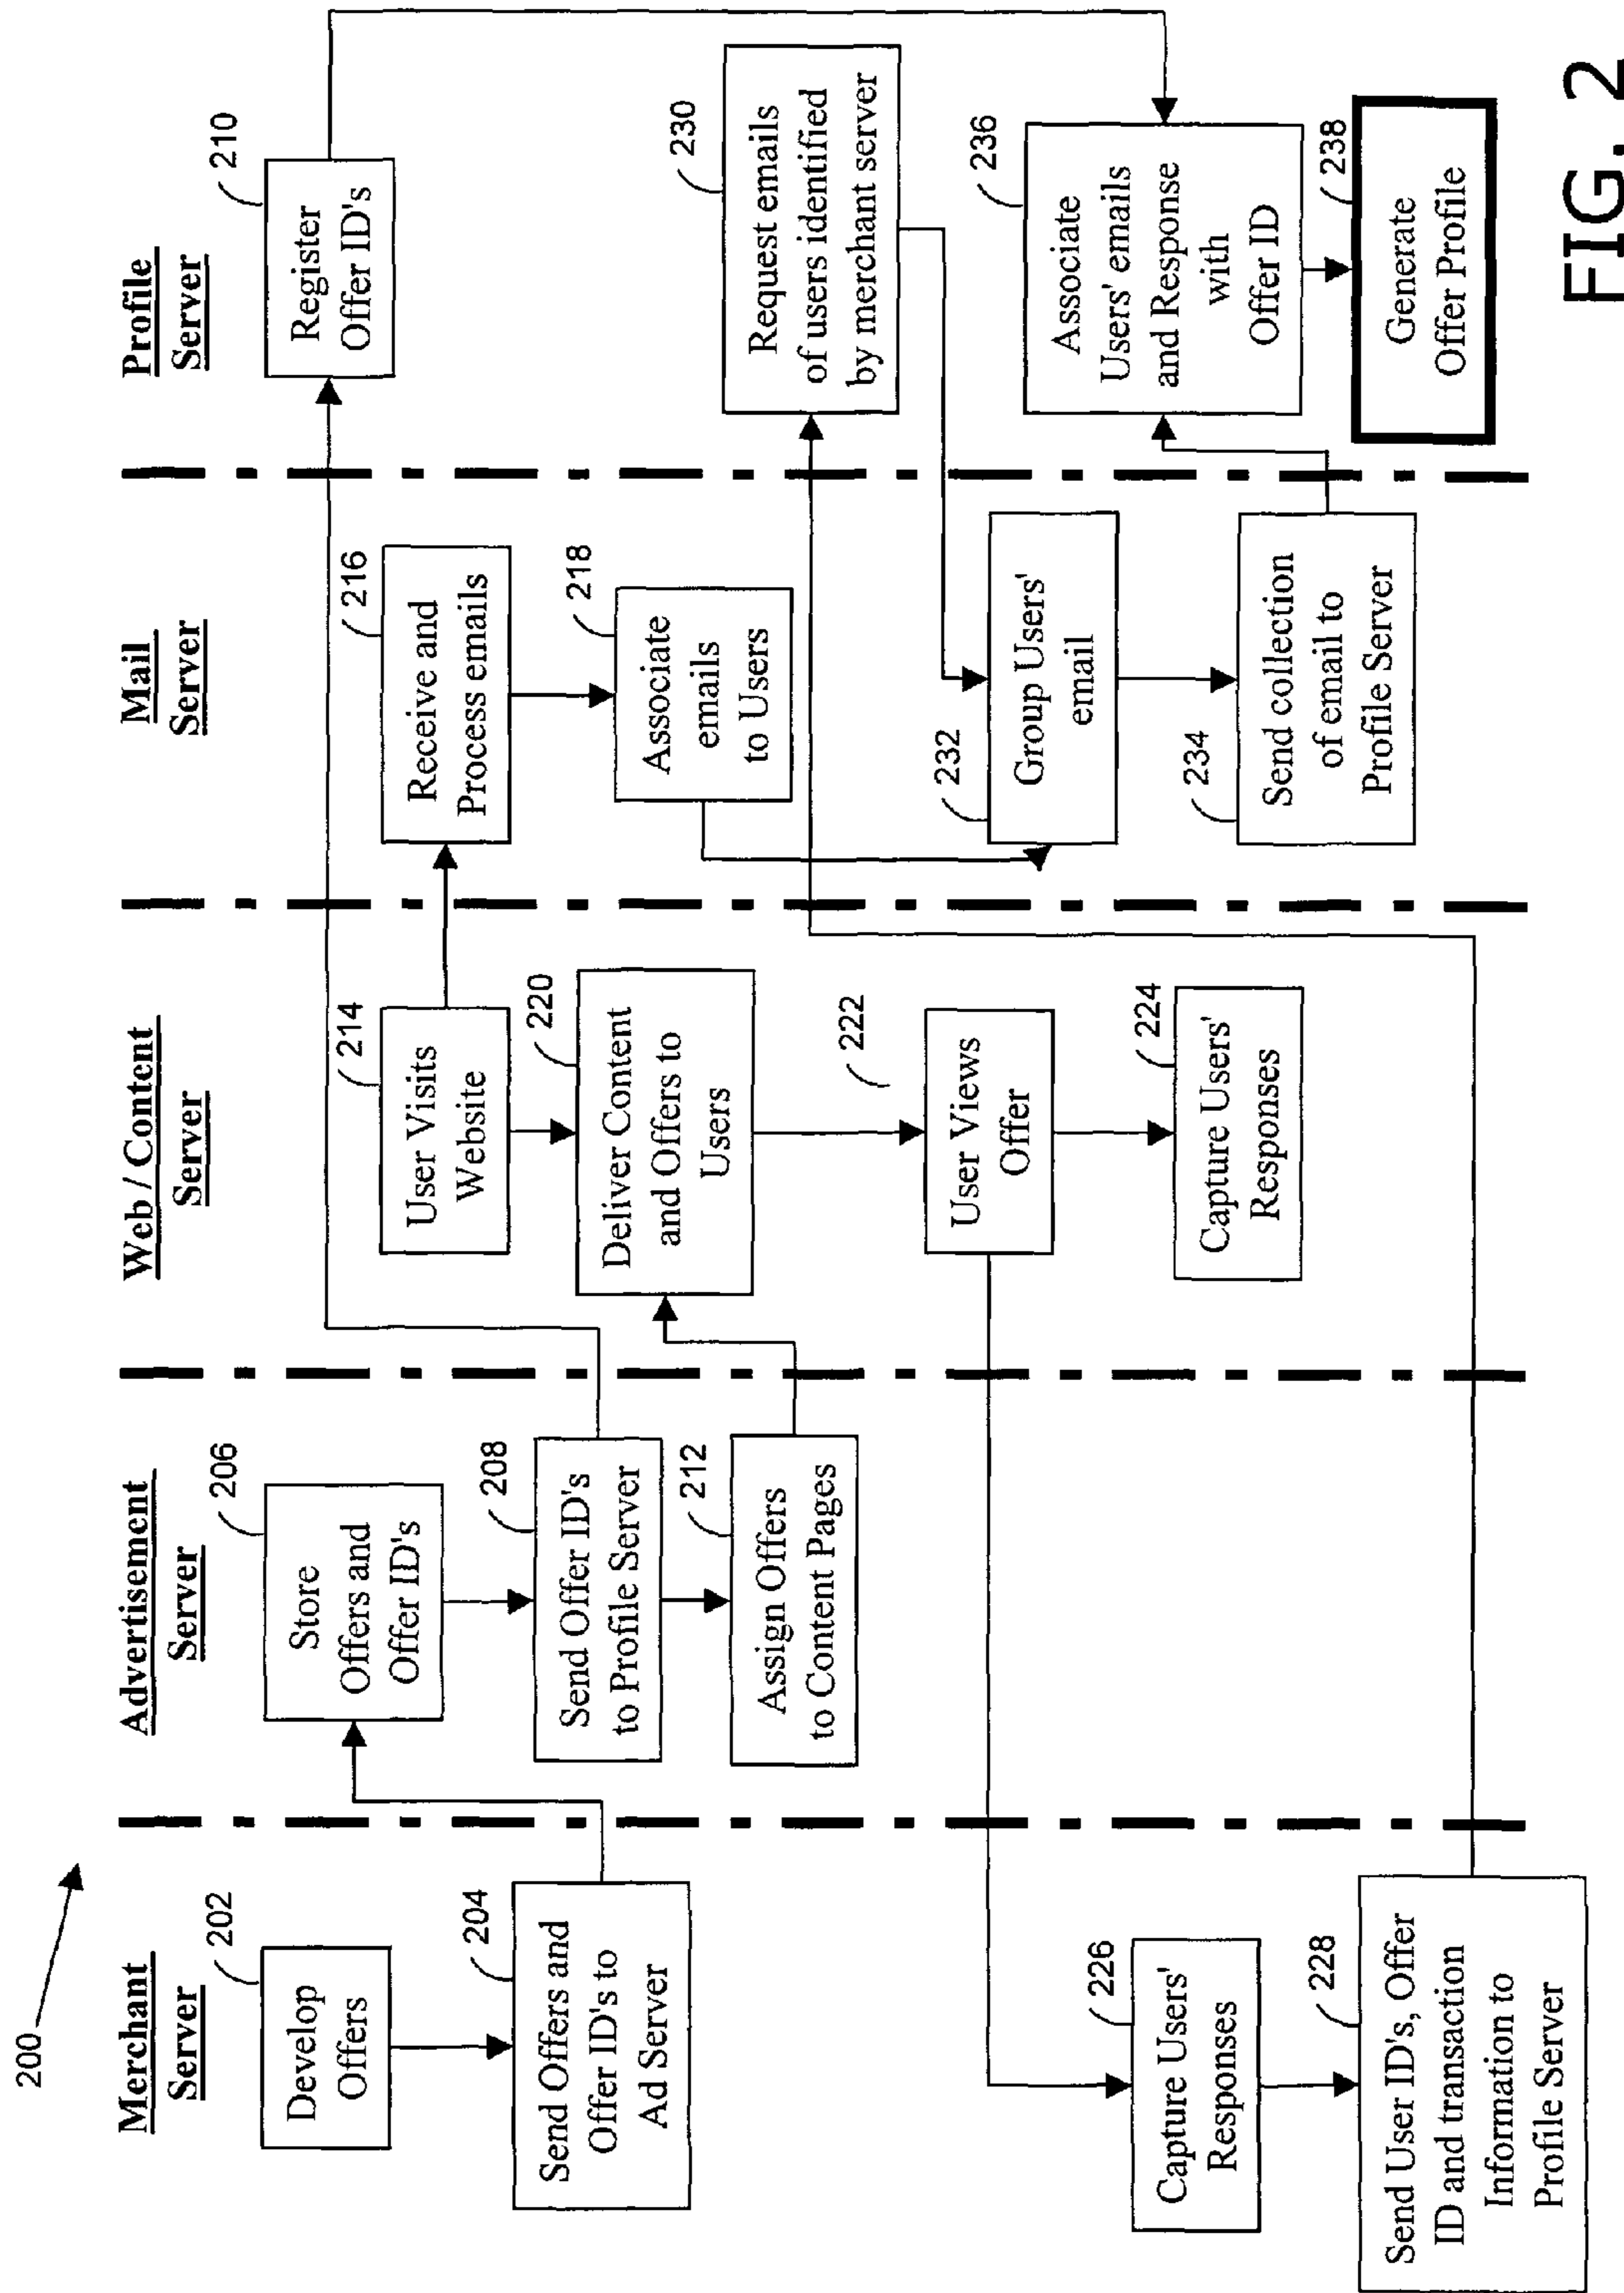 200
Merchant
Server
Advertisement
Server
Web / Content
Server
Mail
Server
Profile
Server
202
Develop
Offers
204
Send Offers and
Offer ID's to
Ad Server
206
Store
Offers and
Offer ID's
208
Send Offer ID's
to Profile Server
210
Register
Offer ID's
212
Assign Offers
to Content Pages
214
User Visits
Website
216
Receive and
Process emails
218
Associate
emails
to Users
220
Deliver Content
and Offers to
Users
222
User Views
Offer
224
Capture Users'
Responses
226
Capture Users'
Responses
228
Send User ID's, Offer
ID and transaction
Information to
Profile Server
230
Request emails
of users identified
by merchant server
232
Group Users'
email
234
Send collection
of email to
Profile Server
236
Associate
Users' emails
and Response
with
Offer ID
238
Generate
Offer Profile
FIG. 2